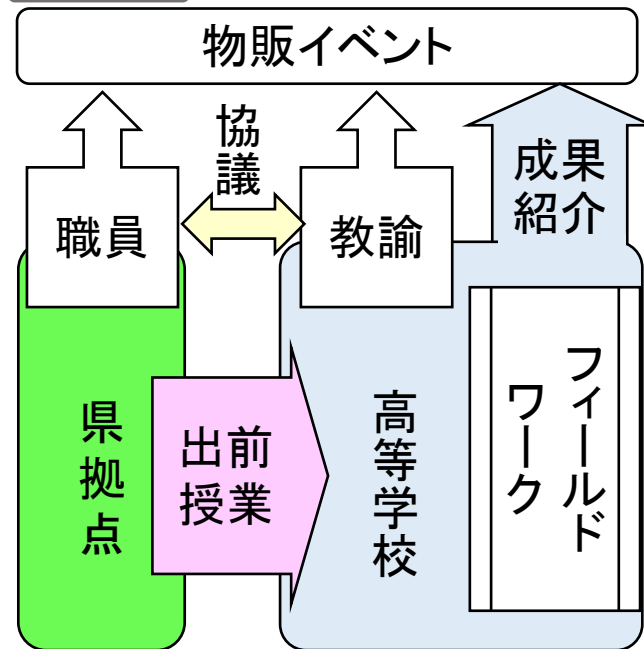 物販イベント
協議
職員
教諭
成果
紹介
県拠点
出前
授業
高等学校
フィールド
ワーク